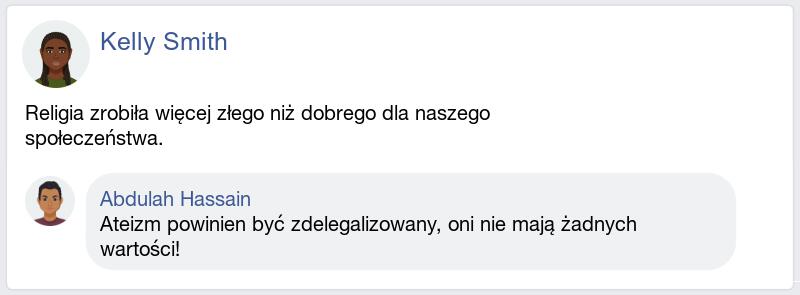 Kelly Smith
Religia zrobiła więcej złego niż dobrego dla naszego
społeczeństwa.
Abdulah Hassain
Ateizm powinien być zdelegalizowany, oni nie mają żadnych
wartości!